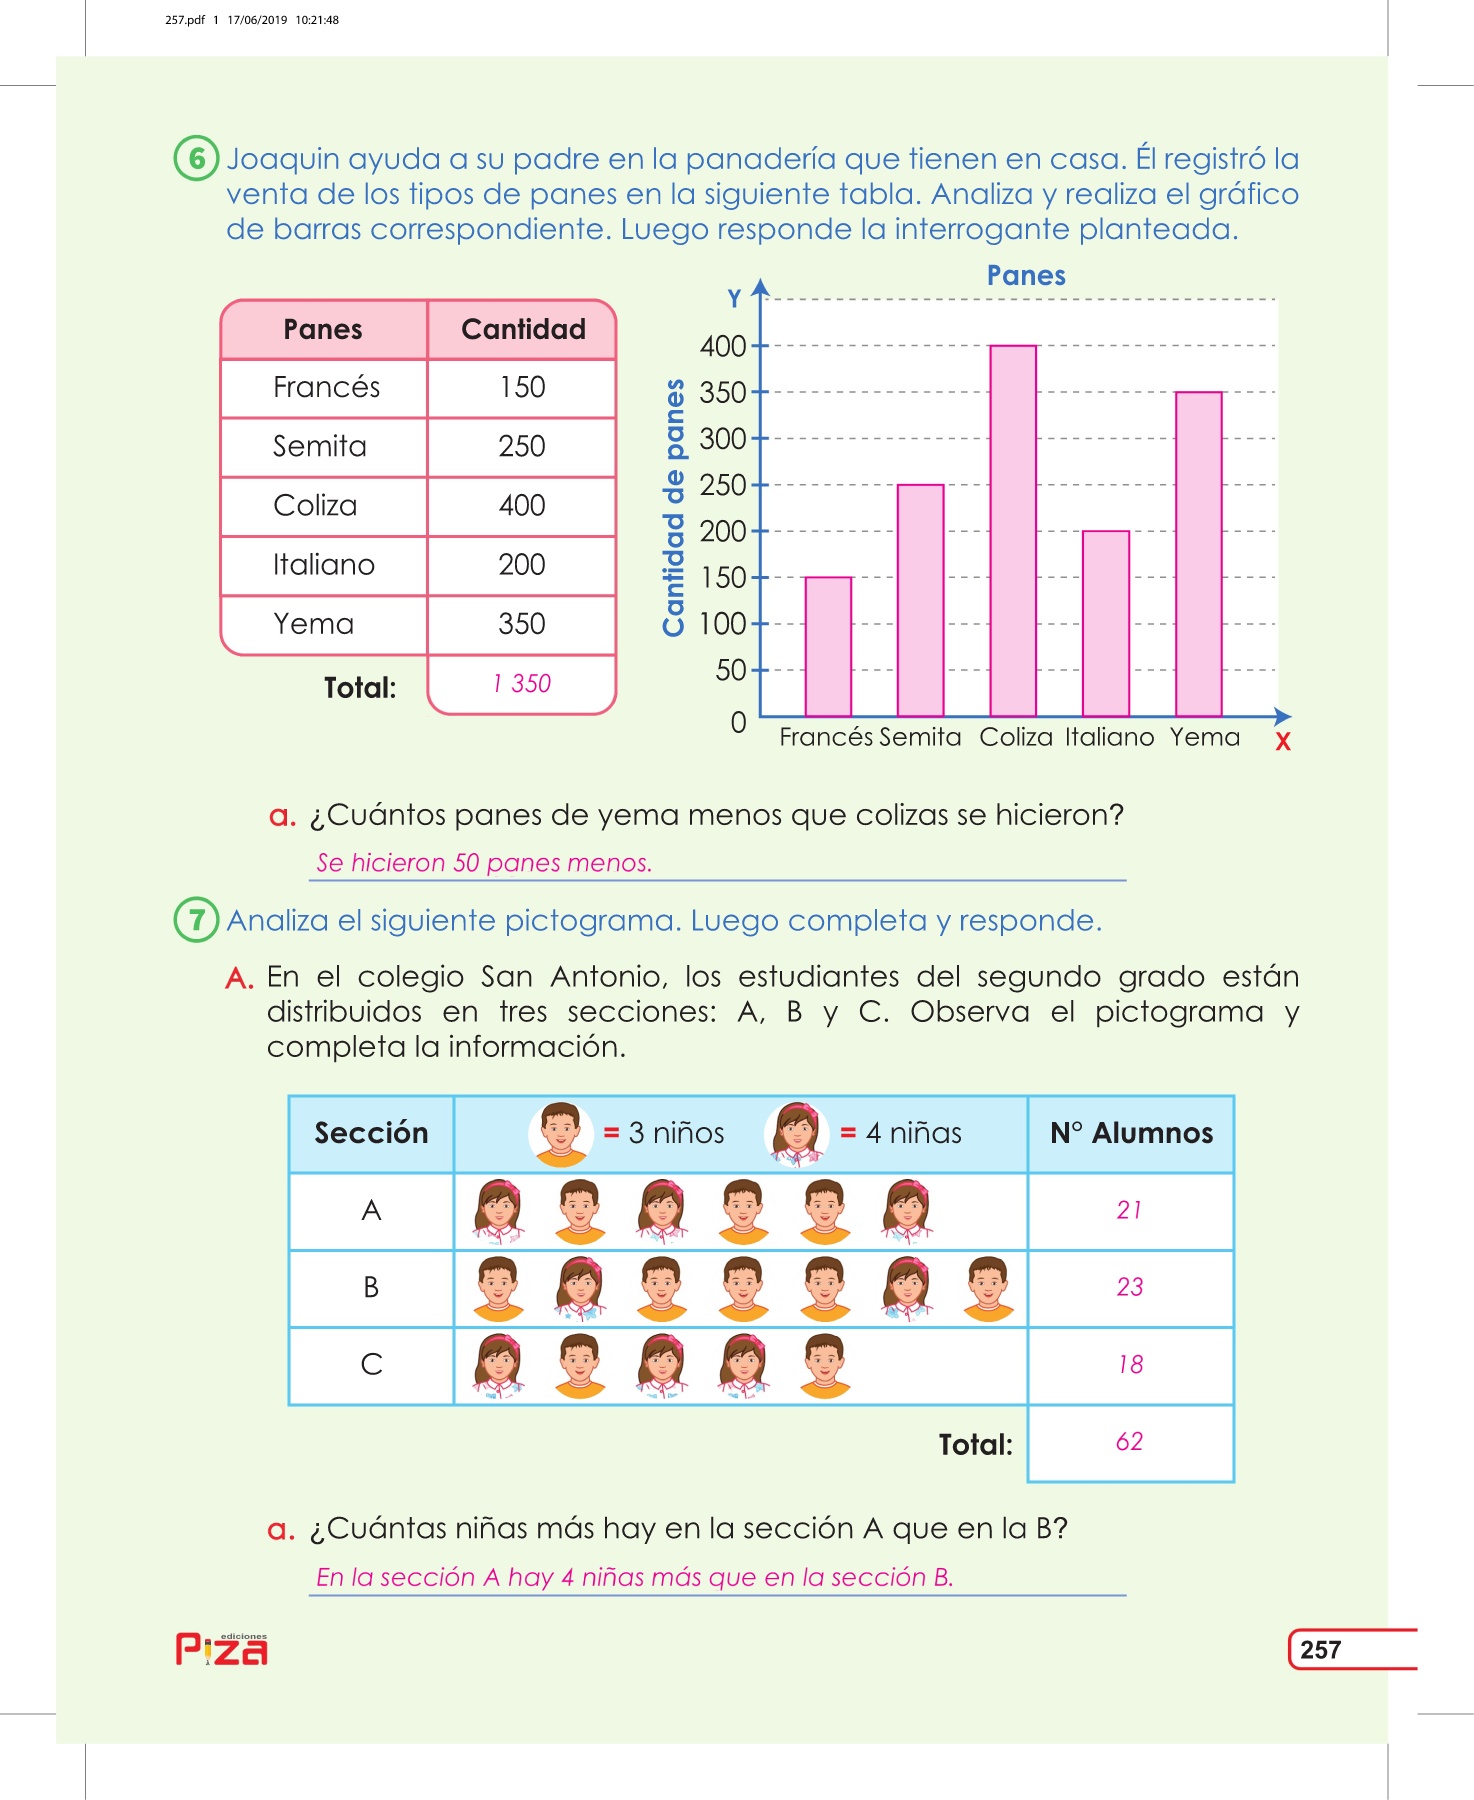 257.pdf 1 17/06/2019 10:21:48
6 Joaquin ayuda a su padre en la panadería que tienen en casa. Él registró la
venta de los tipos de panes en la siguiente tabla. Analiza y realiza el gráfico
de barras correspondiente. Luego responde la interrogante planteada.
Panes Cantidad
Francés 150
Semita 250
Coliza 400
Italiano 200
Yema 350
Total: 1 350
Panes
Y
Cantidad de panes
400
350
300
250
200
150
100
50
0
Francés Semita Coliza Italiano Yema X
a. ¿Cuántos panes de yema menos que colizas se hicieron?
Se hicieron 50 panes menos.
7 Analiza el siguiente pictograma. Luego completa y responde.
A. En el colegio San Antonio, los estudiantes del segundo grado están
distribuidos en tres secciones: A, B y C. Observa el pictograma y
completa la información.
Sección = 3 niños = 4 niñas N° Alumnos
A 21
B 23
C 18
Total: 62
a. ¿Cuántas niñas más hay en la sección A que en la B?
En la sección A hay 4 niñas más que en la sección B.
ediciones
Piza
257